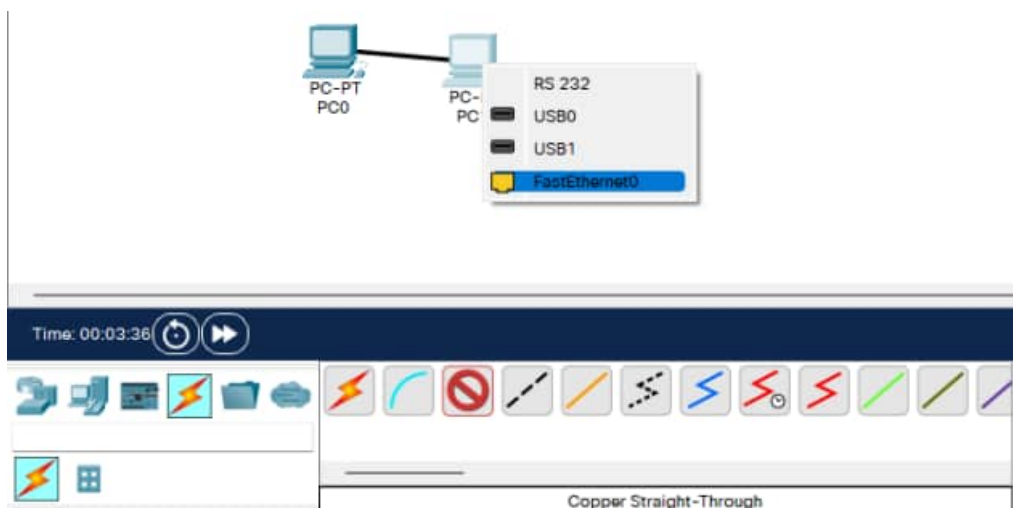 PC-PT
PC0
PC-
PC
RS 232
USB0
USB1
FastEthernet0
Time: 00:03:36
Copper Straight-Through